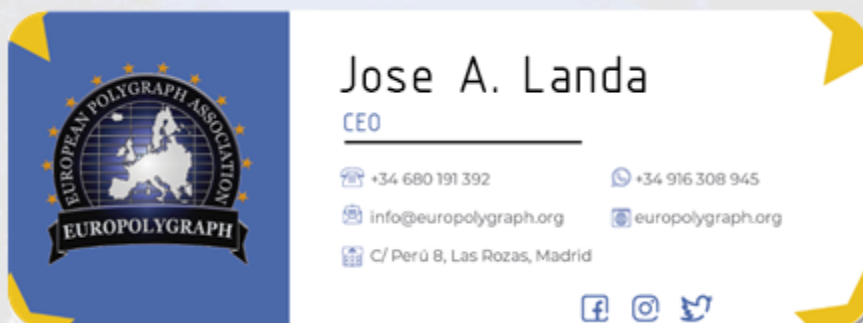 EUROPEAN POLYGRAPH ASSOCIATION
EUROPOLYGRAPH
Jose A. Landa
CEO
+34 680 191 392
+34 916 308 945
info@europolygraph.org
europolygraph.org
C/ Perú 8, Las Rozas, Madrid